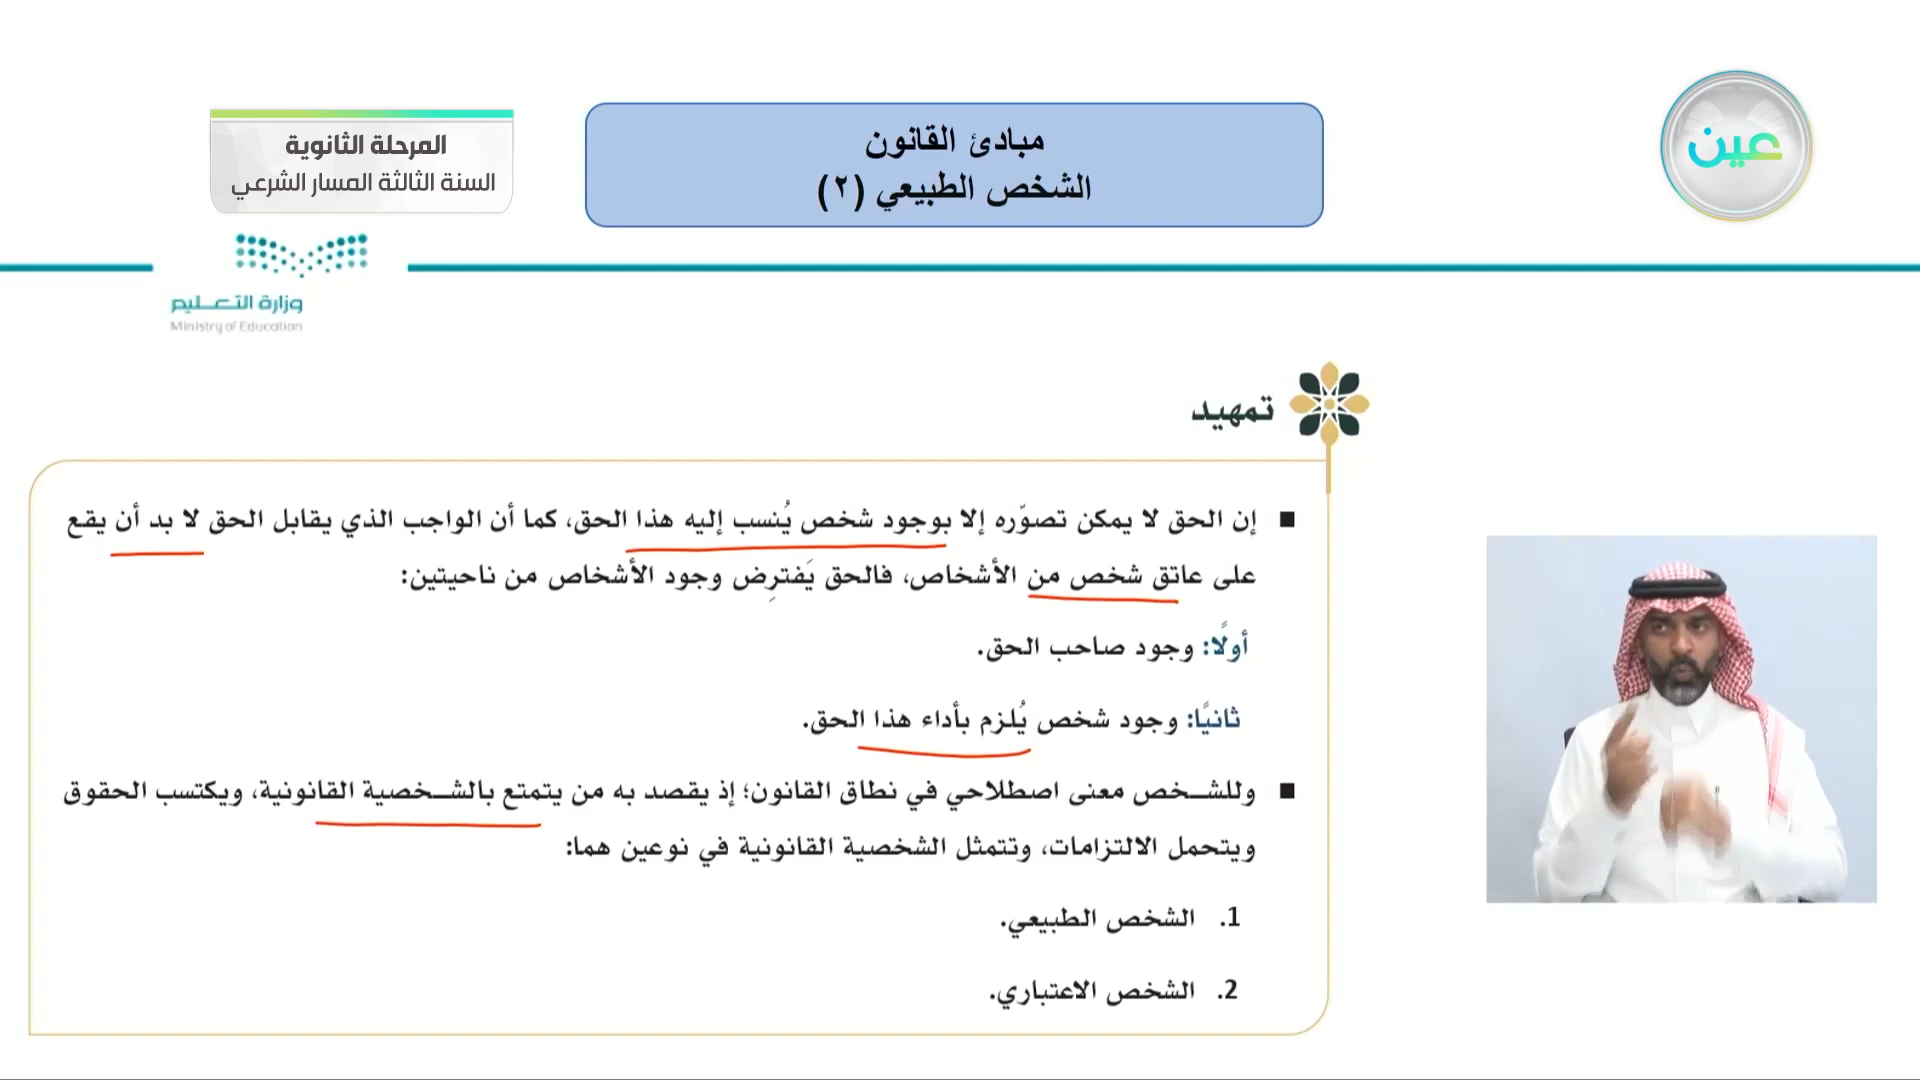 المرحلة الثانوية
السنة الثالثة المسار الشرعي
مبادئ القانون
الشخص الطبيعي (٢)
عين
وزارة التعـليم
Ministry of Education
تمهيد
■ إن الحق لا يمكن تصوّره إلا بوجود شخص يُنسب إليه هذا الحق، كما أن الواجب الذي يقابل الحق لا بد أن يقع
على عاتق شخص من الأشخاص، فالحق يَفترِض وجود الأشخاص من ناحيتين:
أولًا: وجود صاحب الحق.
ثانيًا: وجود شخص يُلزم بأداء هذا الحق.
■ وللشـخص معنى اصطلاحي في نطاق القانون؛ إذ يقصد به من يتمتع بالشـخصية القانونية، ويكتسب الحقوق
ويتحمل الالتزامات، وتتمثل الشخصية القانونية في نوعين هما:
1. الشخص الطبيعي.
2. الشخص الاعتباري.